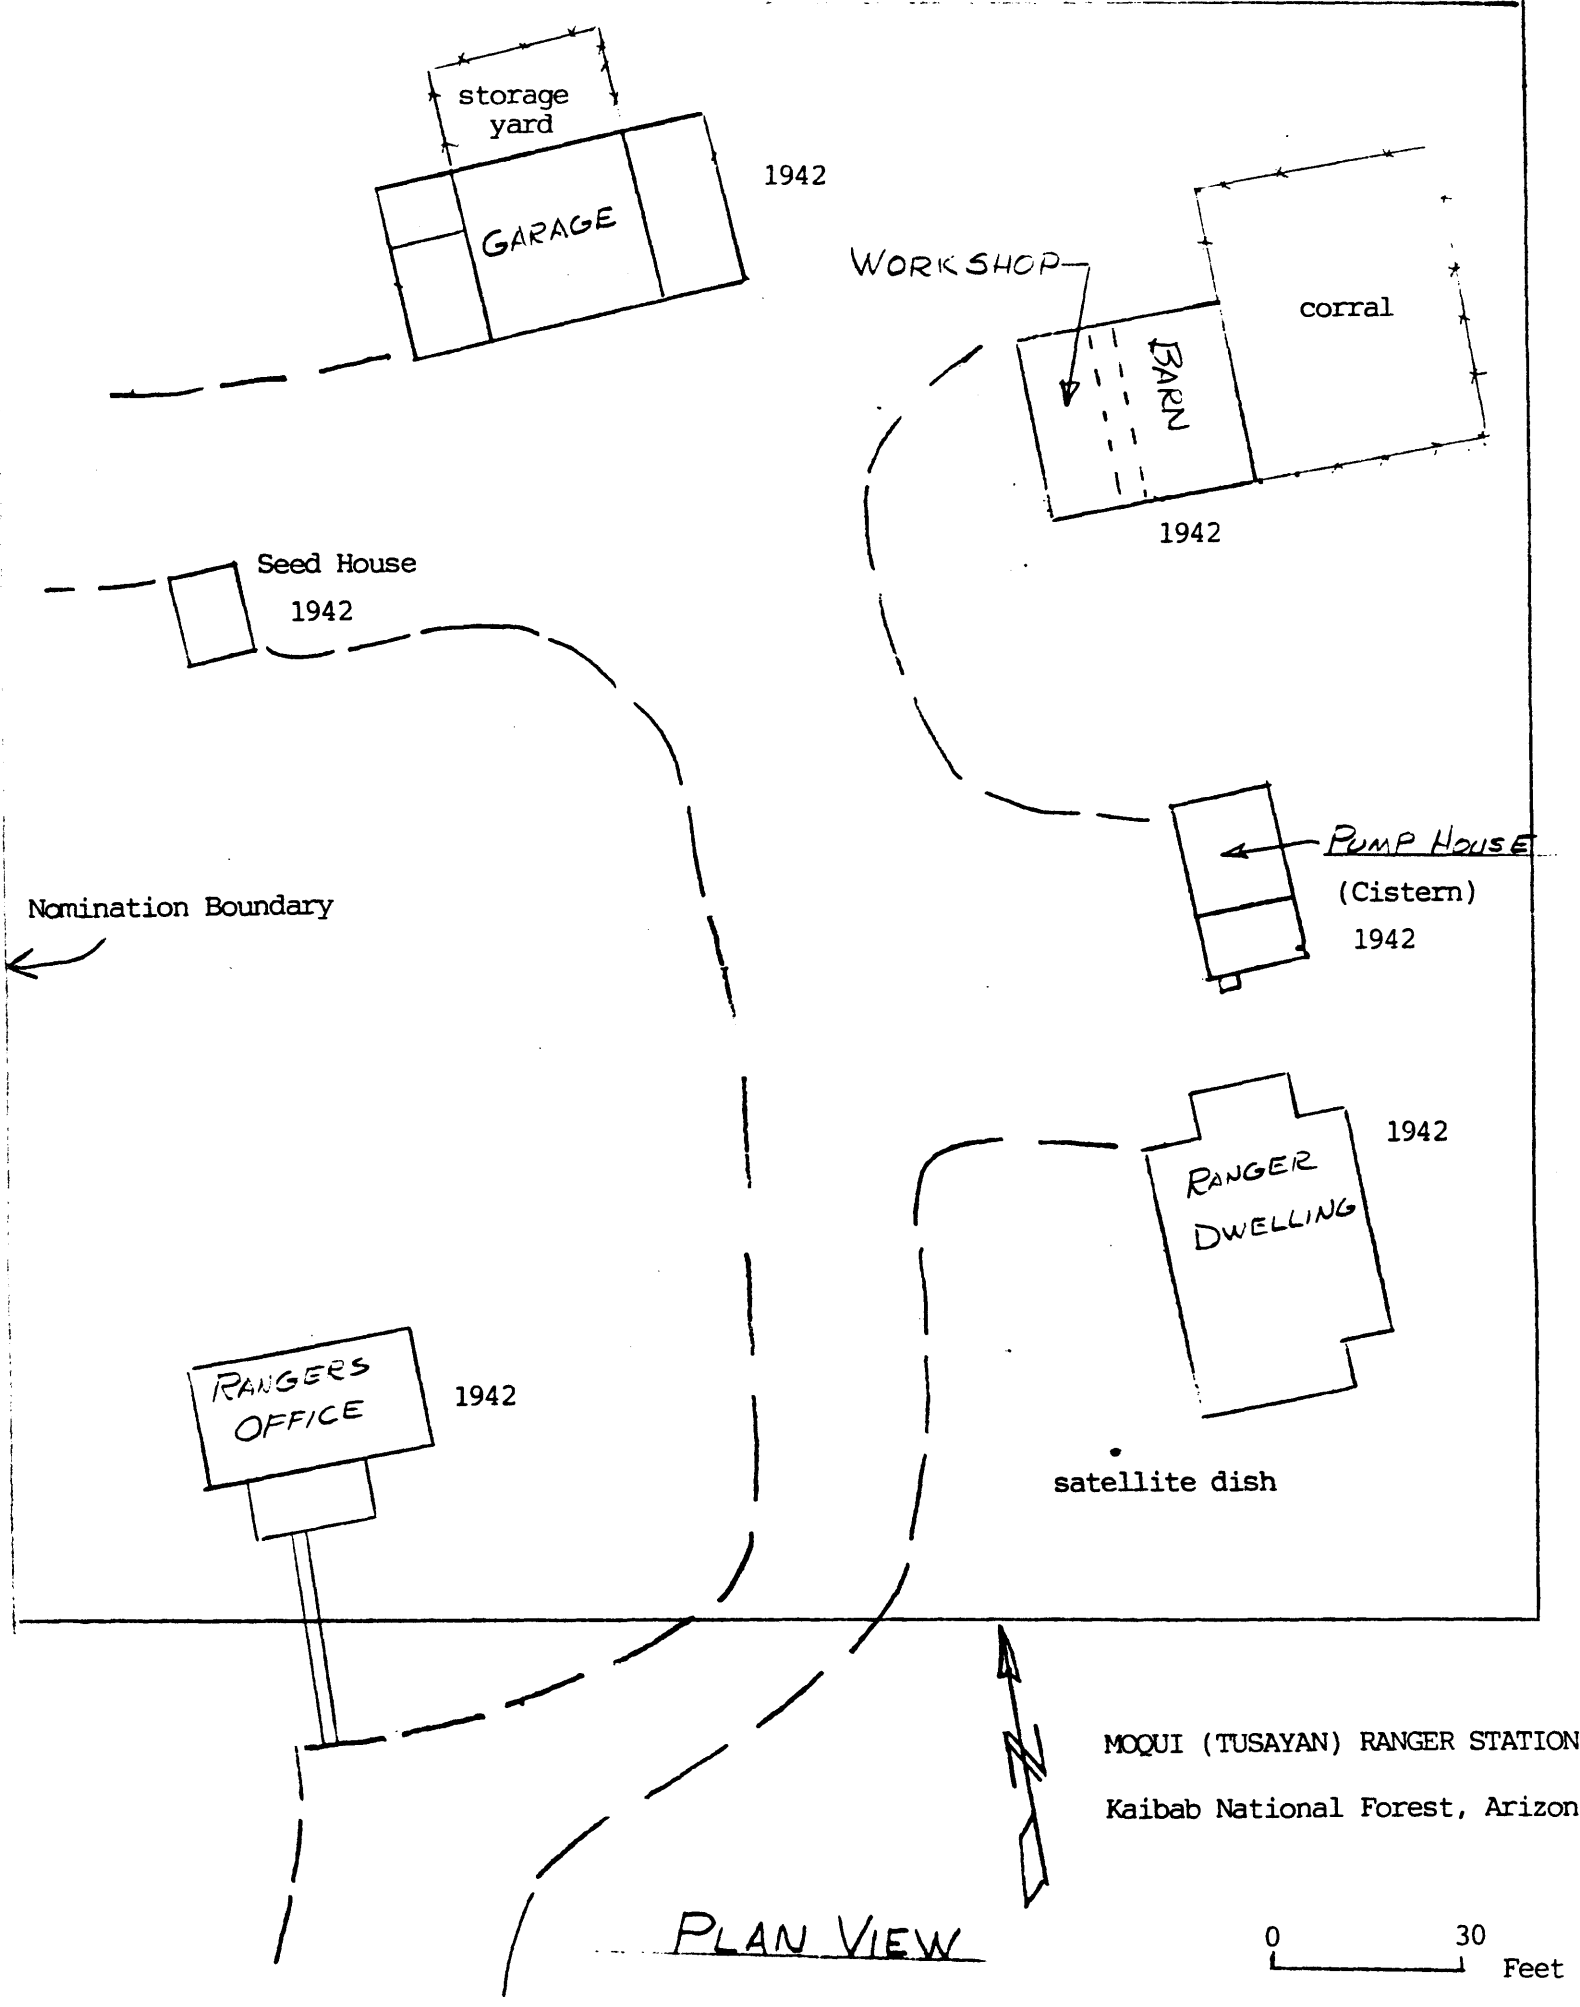 storage
yard
1942
GARAGE
WORKSHOP
corral
BARN
1942
Seed House
1942
PUMP HOUSE
(Cistern)
1942
Nomination Boundary
1942
RANGER
DWELLING
RANGERS
OFFICE
1942
satellite dish
N
MOQUI (TUSAYAN) RANGER STATION
Kaibab National Forest, Arizon
PLAN VIEW
0 30
Feet